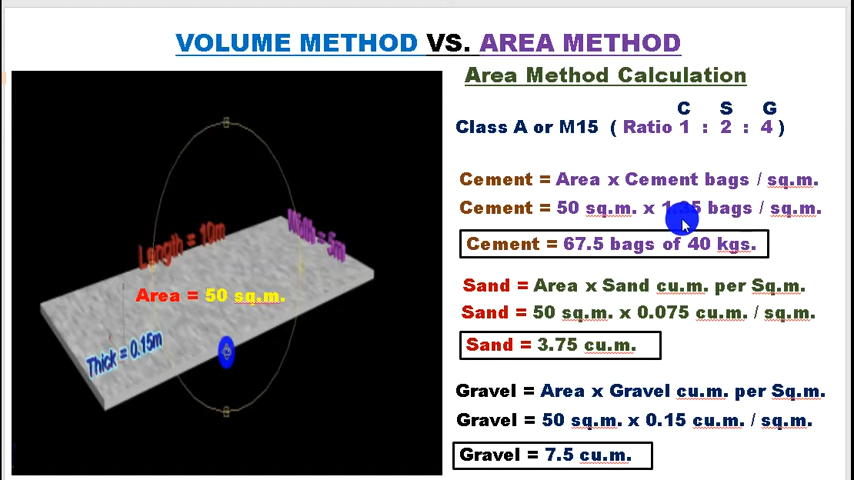 VOLUME METHOD VS. AREA METHOD
Area Method Calculation
C S G
Class A or M15 ( Ratio 1 : 2 : 4 )
Cement = Area x Cement bags / sq.m.
Cement = 50 sq.m. x 1.35 bags / sq.m.
Cement = 67.5 bags of 40 kgs.
Sand = Area x Sand cu.m. per Sq.m.
Sand = 50 sq.m. x 0.075 cu.m. / sq.m.
Sand = 3.75 cu.m.
Gravel = Area x Gravel cu.m. per Sq.m.
Gravel = 50 sq.m. x 0.15 cu.m. / sq.m.
Gravel = 7.5 cu.m.
Length = 10m
Width = 5m
Area = 50 sq.m.
Thick = 0.15m